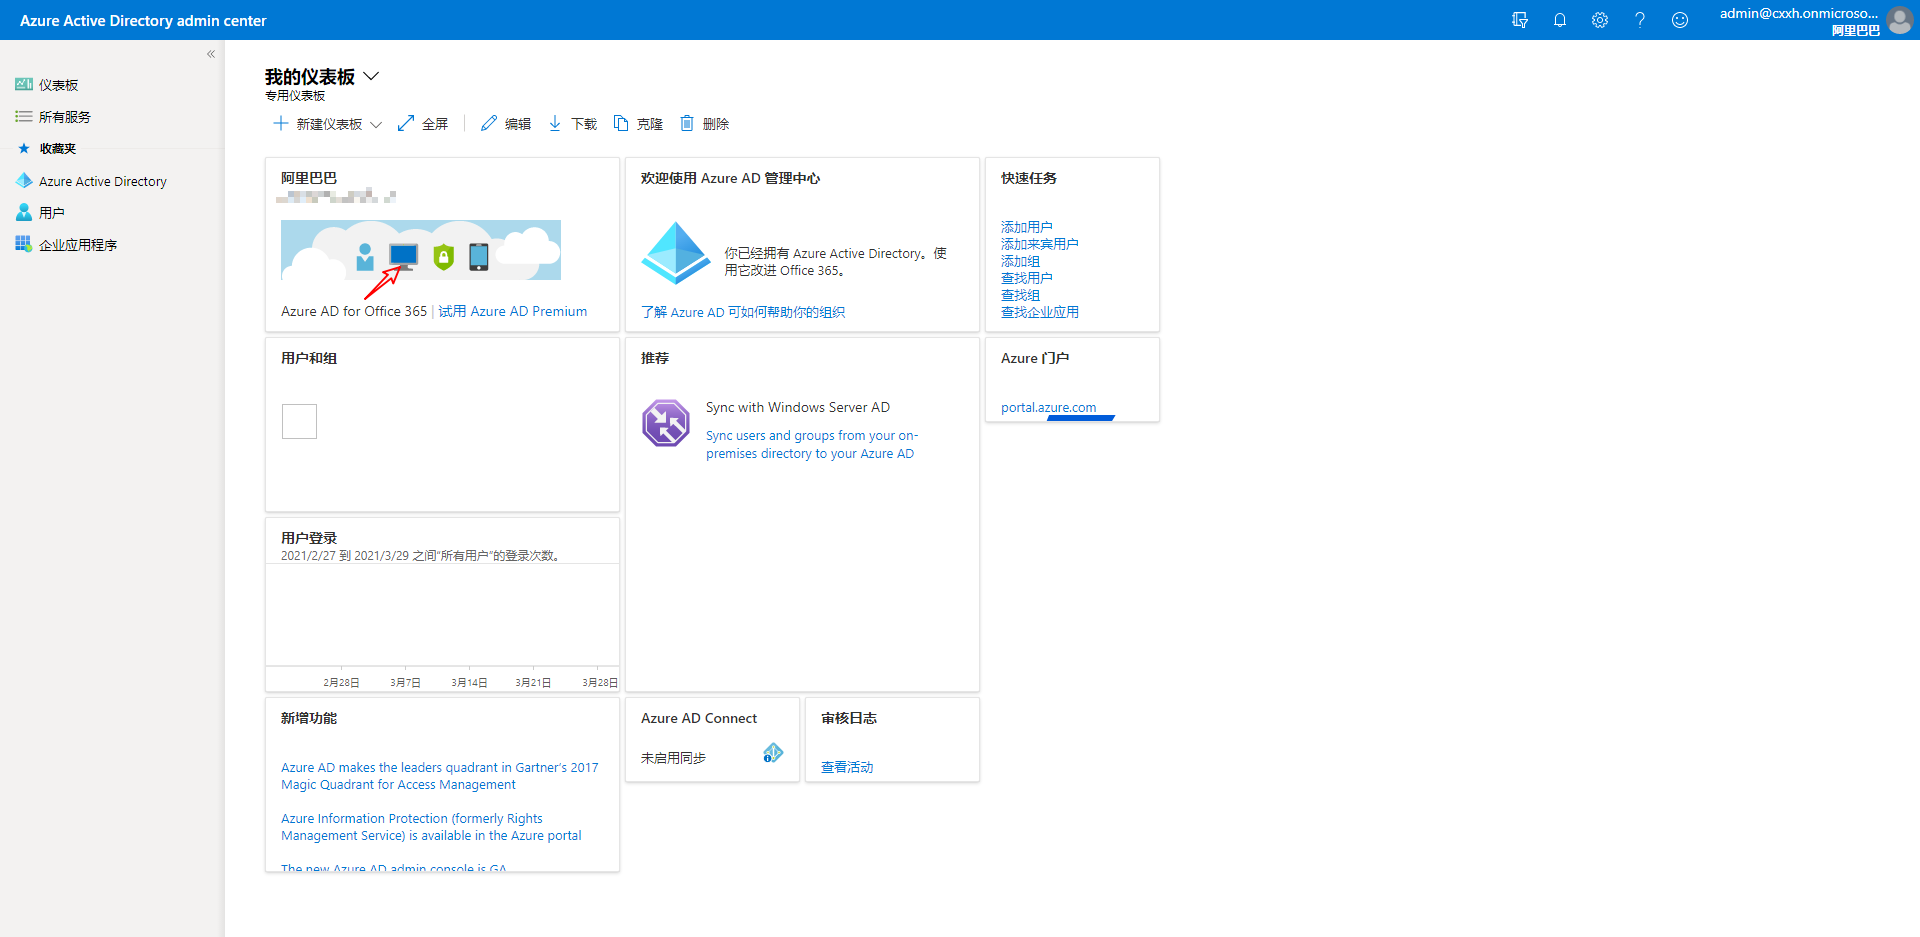 Azure Active Directory admin center
admin@cxxh.onmicroso...
阿里巴巴
«
仪表板
所有服务
收藏夹
Azure Active Directory
用户
企业应用程序
我的仪表板
专用仪表板
新建仪表板
全屏
编辑
下载
克隆
删除
阿里巴巴
Azure AD for Office 365 | 试用 Azure AD Premium
欢迎使用 Azure AD 管理中心
你已经拥有 Azure Active Directory。使
用它改进 Office 365。
了解 Azure AD 可如何帮助你的组织
快速任务
添加用户
添加来宾用户
添加组
查找用户
查找组
查找企业应用
用户和组
推荐
Sync with Windows Server AD
Sync users and groups from your on-
premises directory to your Azure AD
Azure 门户
portal.azure.com
用户登录
2021/2/27 到 2021/3/29 之间"所有用户"的登录次数。
2月28日
3月7日
3月14日
3月21日
3月28日
新增功能
Azure AD makes the leaders quadrant in Gartner's 2017
Magic Quadrant for Access Management
Azure Information Protection (formerly Rights
Management Service) is available in the Azure portal
The new Azure AD admin console is GA
Azure AD Connect
未启用同步
审核日志
查看活动